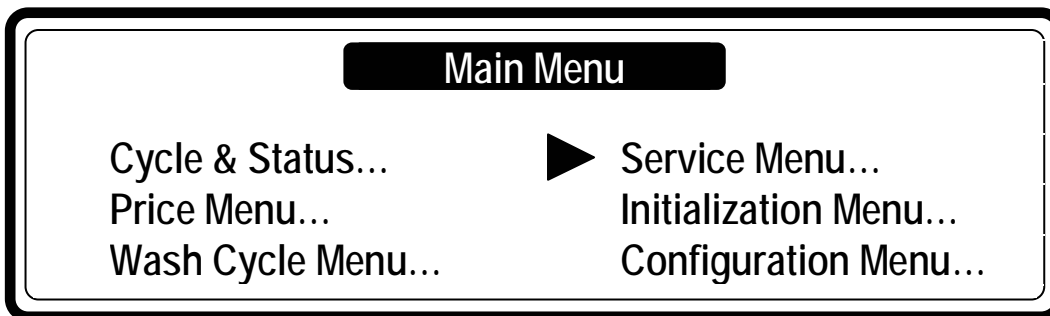 Main Menu
Cycle & Status...
Price Menu...
Wash Cycle Menu...
Service Menu...
Initialization Menu...
Configuration Menu...